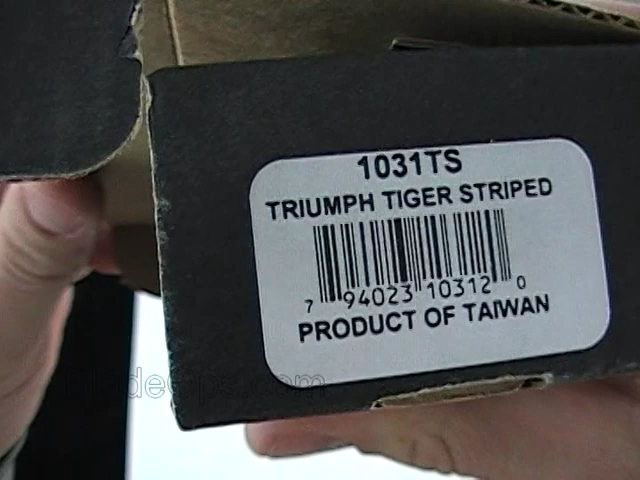 1031TS
TRIUMPH TIGER STRIPED
7 94023 10312 0
PRODUCT OF TAIWAN